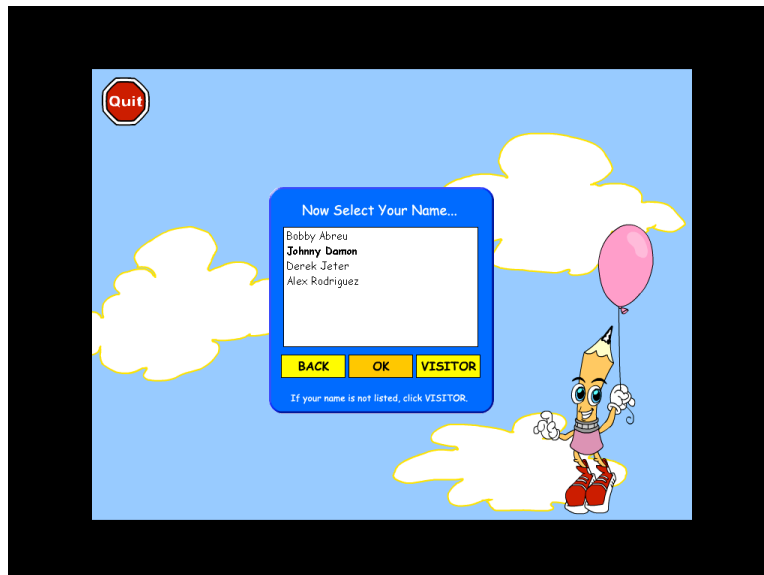 Quit
Now Select Your Name...
Bobby Abreu
Johnny Damon
Derek Jeter
Alex Rodriguez
BACK OK VISITOR
If your name is not listed, click VISITOR.